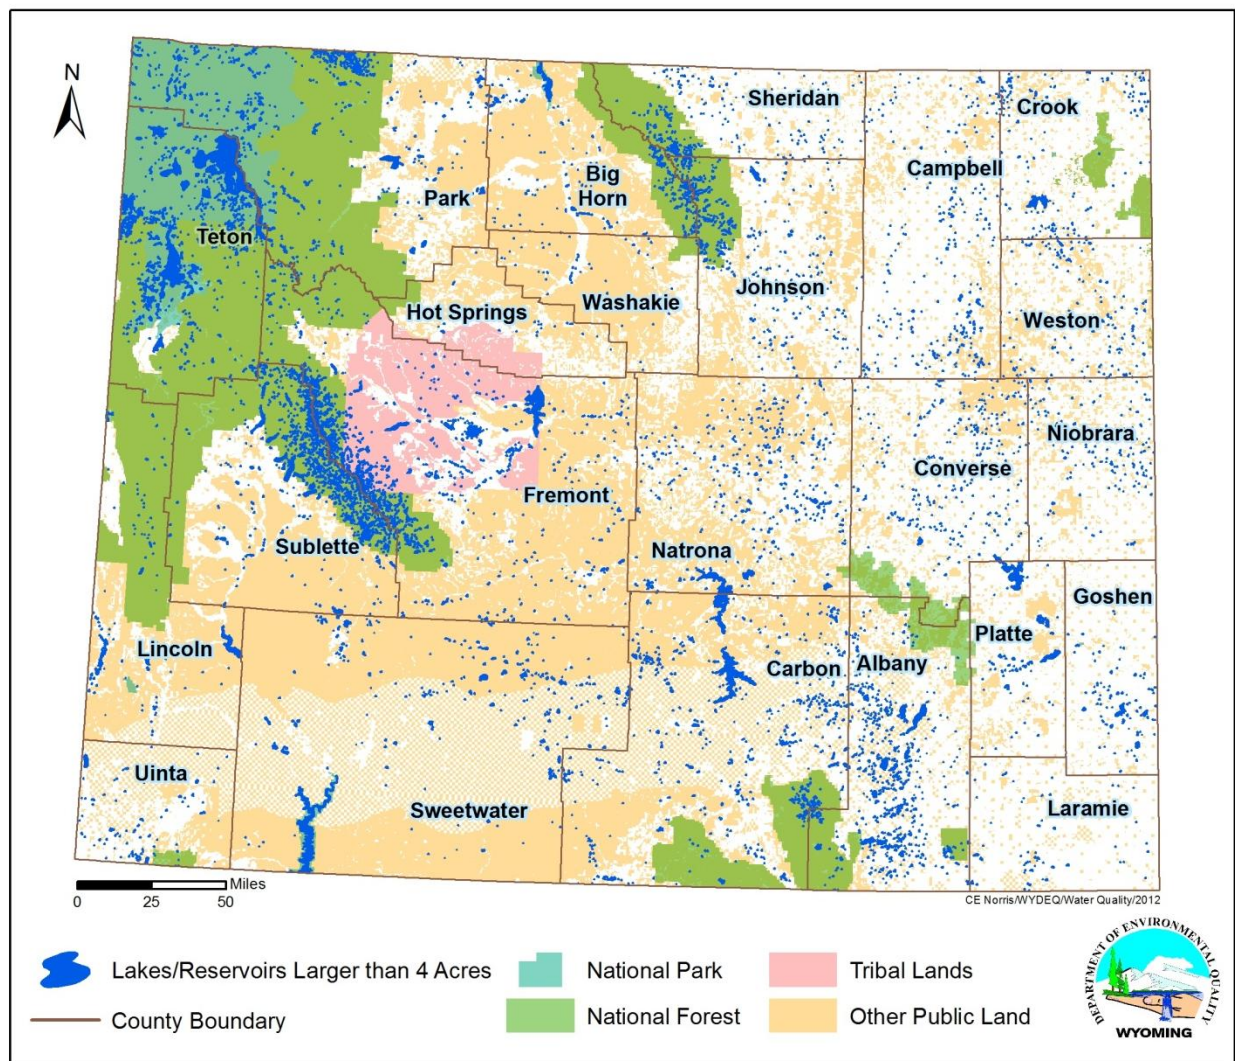 N
Sheridan
Crook
Campbell
Big
Horn
Park
Teton
Johnson
Washakie
Hot Springs
Weston
Niobrara
Converse
Fremont
Natrona
Sublette
Goshen
Platte
Lincoln
Carbon
Albany
Uinta
Sweetwater
Laramie
Miles
0 25 50
CE Norris/WYDEQ/Water Quality/2012
Lakes/Reservoirs Larger than 4 Acres
National Park
Tribal Lands
County Boundary
National Forest
Other Public Land
DEPARTMENT OF ENVIRONMENTAL QUALITY
WYOMING